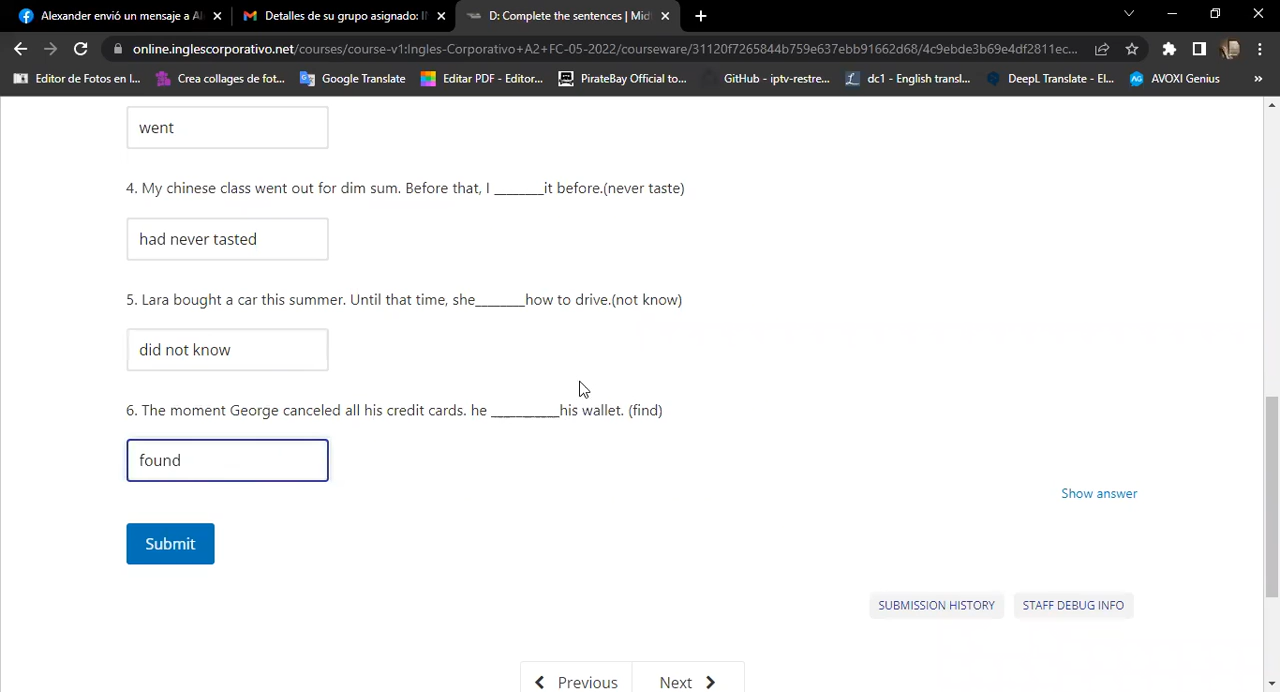 Alexander envió un mensaje a Al
Detalles de su grupo asignado: I
D: Complete the sentences | Mid
online.inglescorporativo.net/courses/course-v1:Ingles-Corporativo+A2+FC-05-2022/courseware/31120f7265844b759e637ebb91662d68/4c9ebde3b69e4df2811ec...
Editor de Fotos en l...
Crea collages de fot...
Google Translate
Editar PDF - Editor...
PirateBay Official to...
GitHub - iptv-restre...
dc1 - English transl...
DeepL Translate - El...
AVOXI Genius
»
went
4. My chinese class went out for dim sum. Before that, I ________it before.(never taste)
had never tasted
5. Lara bought a car this summer. Until that time, she________how to drive.(not know)
did not know
6. The moment George canceled all his credit cards. he ___________his wallet. (find)
found
Show answer
Submit
SUBMISSION HISTORY
STAFF DEBUG INFO
Previous
Next